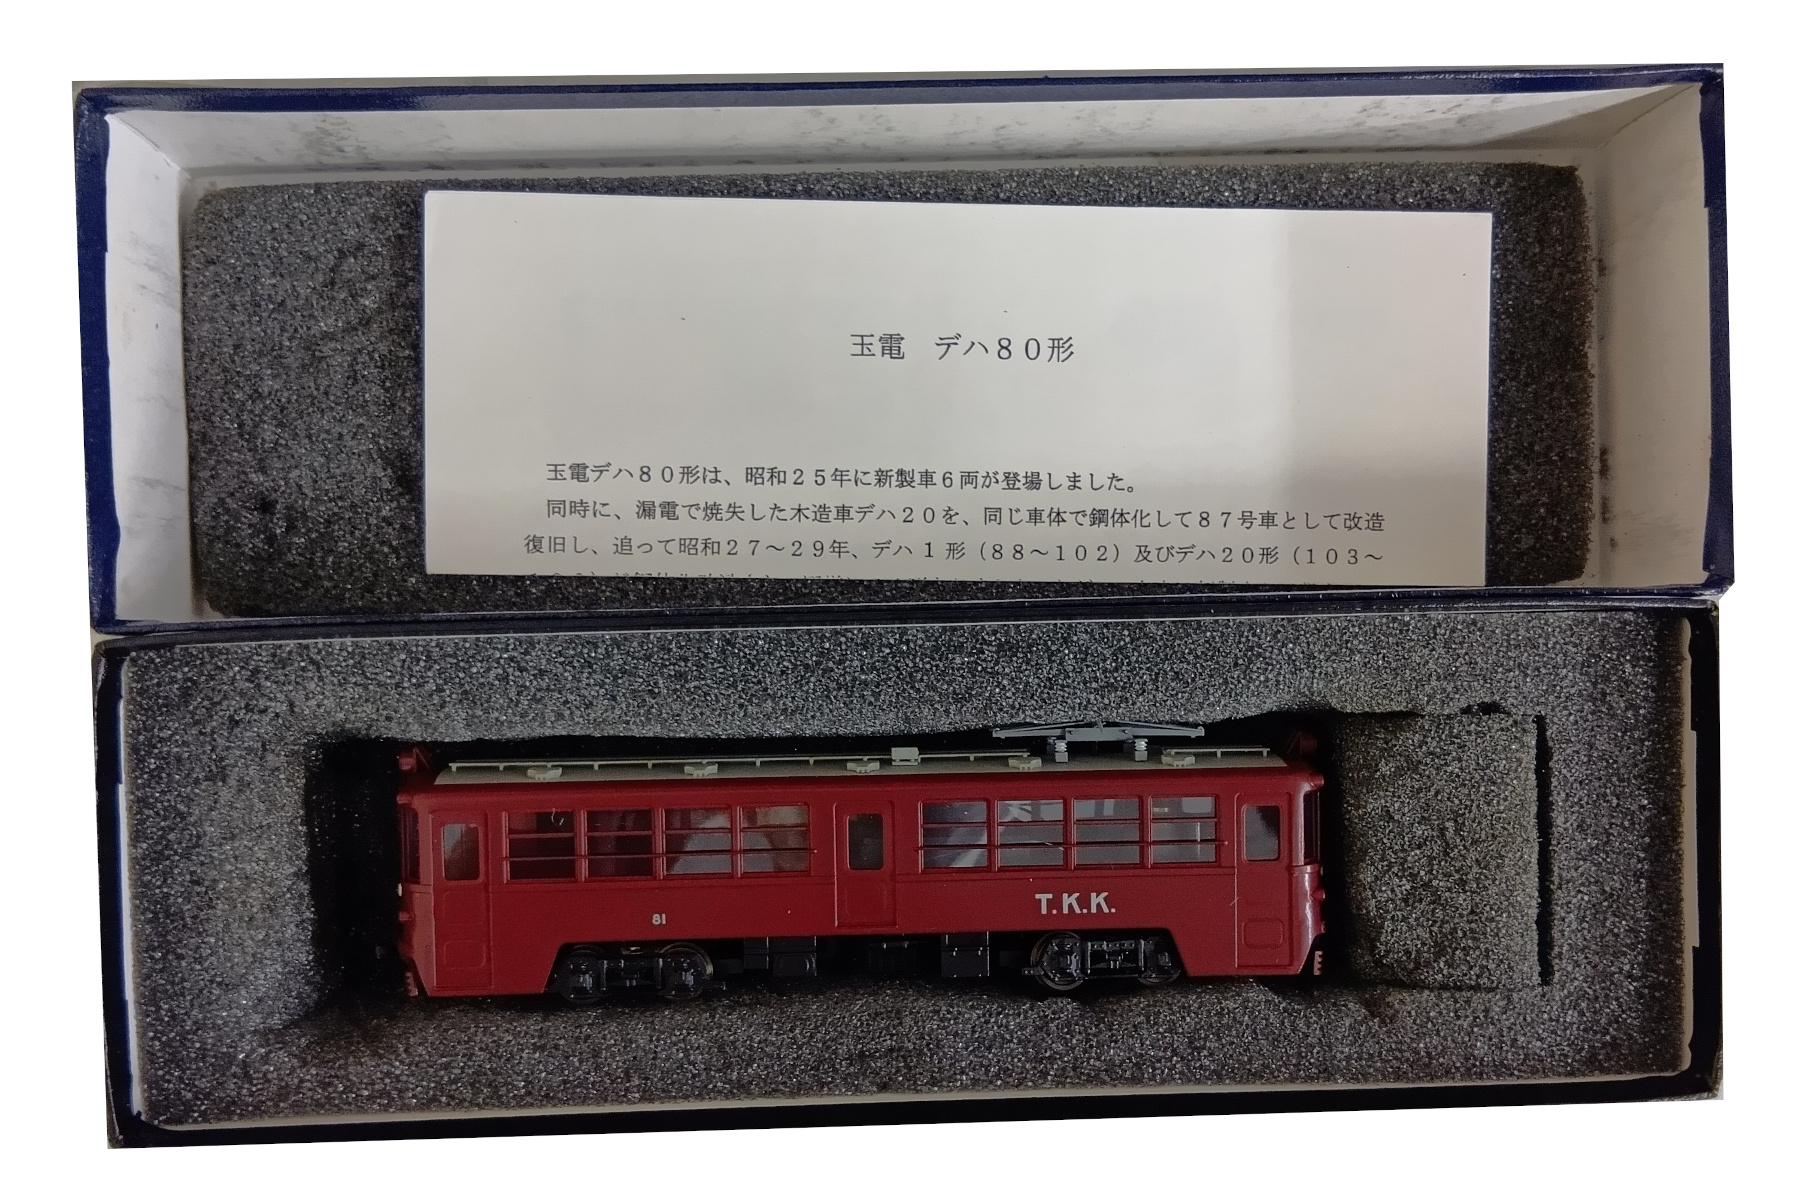 玉電　デハ８０形
玉電デハ８０形は、昭和２５年に新製車６両が登場しました。
同時に、漏電で焼失した木造車デハ２０を、同じ車体で鋼体化して８７号車として改造
復旧し、追って昭和２７～２９年、デハ１形（８８～１０２）及びデハ２０形（１０３～
81
T.K.K.